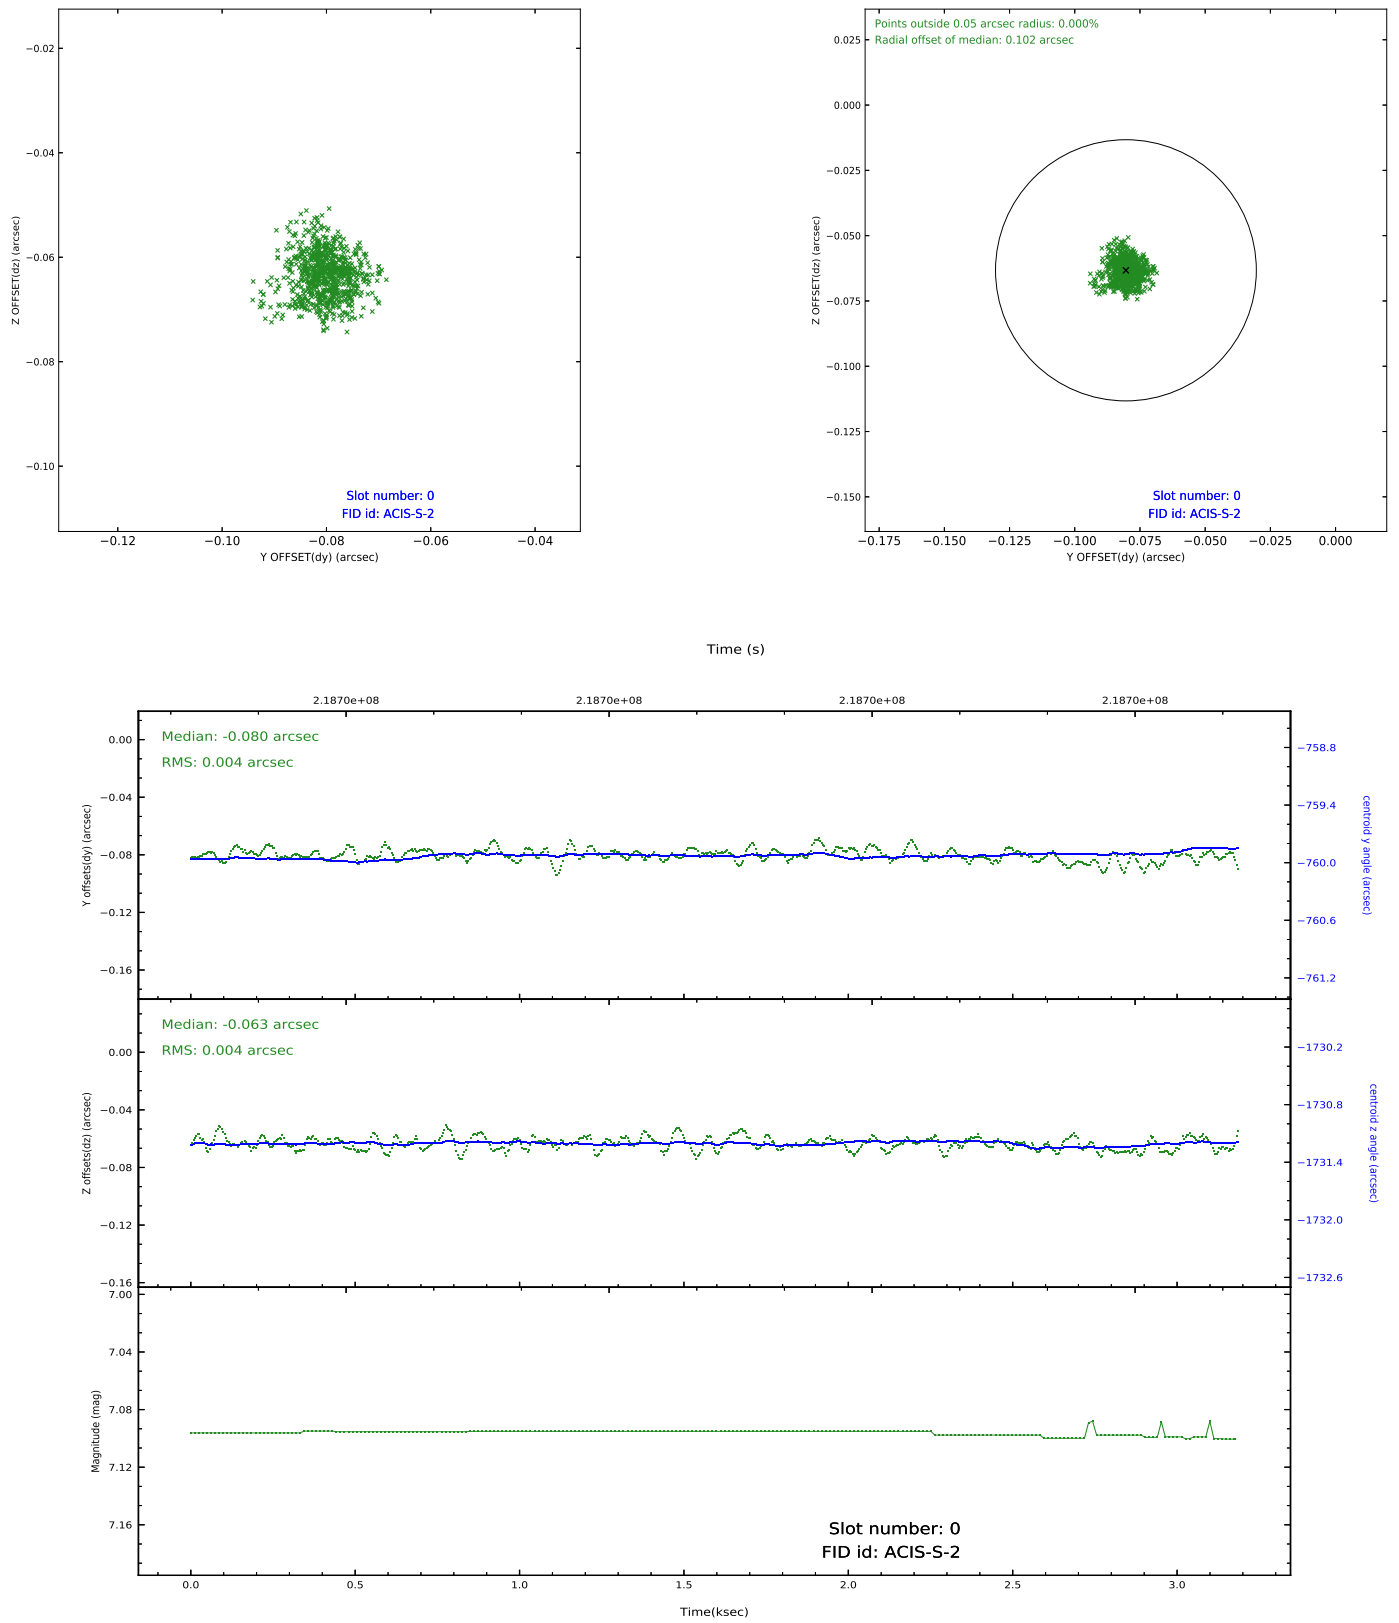 −0.02
−0.04
−0.06
−0.08
−0.10
Z OFFSET(dz) (arcsec)
Slot number: 0
FID id: ACIS-S-2
−0.12 −0.10 −0.08 −0.06 −0.04
Y OFFSET(dy) (arcsec)
Points outside 0.05 arcsec radius: 0.000%
Radial offset of median: 0.102 arcsec
0.025
0.000
−0.025
−0.050
−0.075
−0.100
−0.125
−0.150
Z OFFSET(dz) (arcsec)
Slot number: 0
FID id: ACIS-S-2
−0.175 −0.150 −0.125 −0.100 −0.075 −0.050 −0.025 0.000
Y OFFSET(dy) (arcsec)
Time (s)
2.1870e+08 2.1870e+08 2.1870e+08 2.1870e+08
Median: -0.080 arcsec
RMS: 0.004 arcsec
0.00
−0.04
−0.08
−0.12
−0.16
Y offsets(dy) (arcsec)
−758.8
−759.4
−760.0
−760.6
−761.2
centroid y angle (arcsec)
Median: -0.063 arcsec
RMS: 0.004 arcsec
0.00
−0.04
−0.08
−0.12
−0.16
Z offsets(dz) (arcsec)
−1730.2
−1730.8
−1731.4
−1732.0
−1732.6
centroid z angle (arcsec)
7.00
7.04
7.08
7.12
7.16
Magnitude (mag)
Slot number: 0
FID id: ACIS-S-2
0.0 0.5 1.0 1.5 2.0 2.5 3.0
Time(ksec)